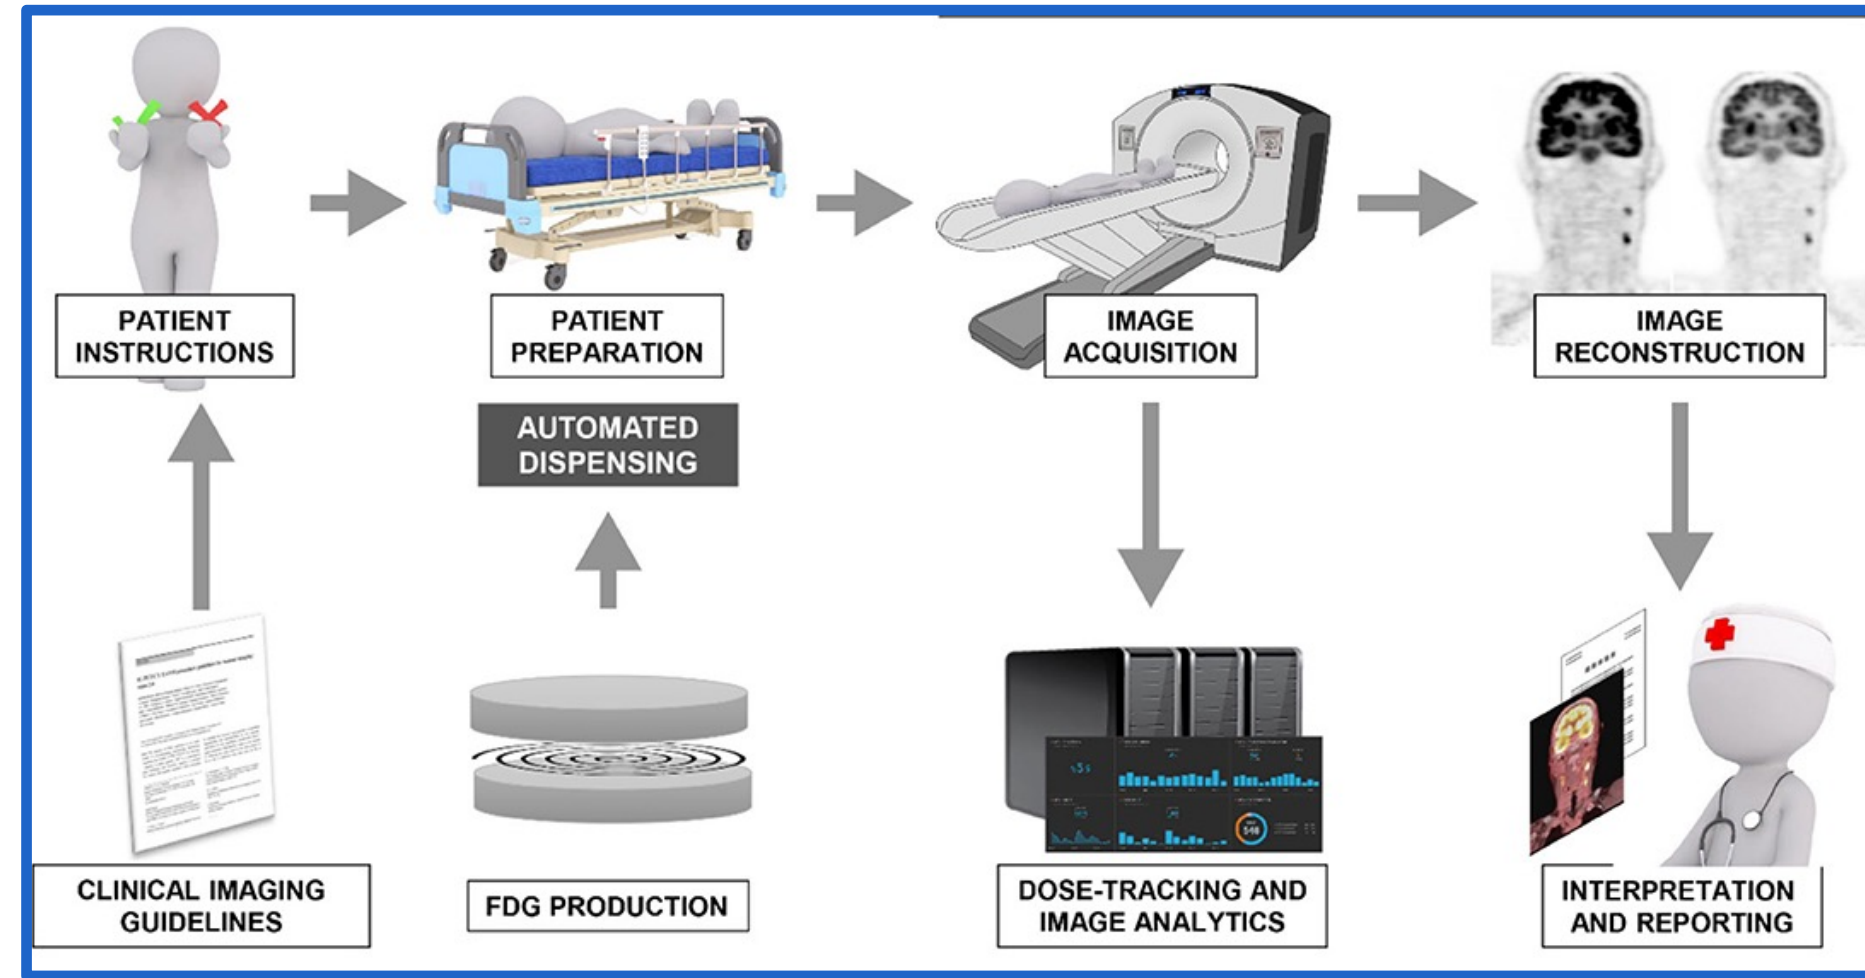 PATIENT
INSTRUCTIONS
PATIENT
PREPARATION
IMAGE
ACQUISITION
IMAGE
RECONSTRUCTION
AUTOMATED
DISPENSING
CLINICAL IMAGING
GUIDELINES
FDG PRODUCTION
DOSE-TRACKING AND
IMAGE ANALYTICS
INTERPRETATION
AND REPORTING